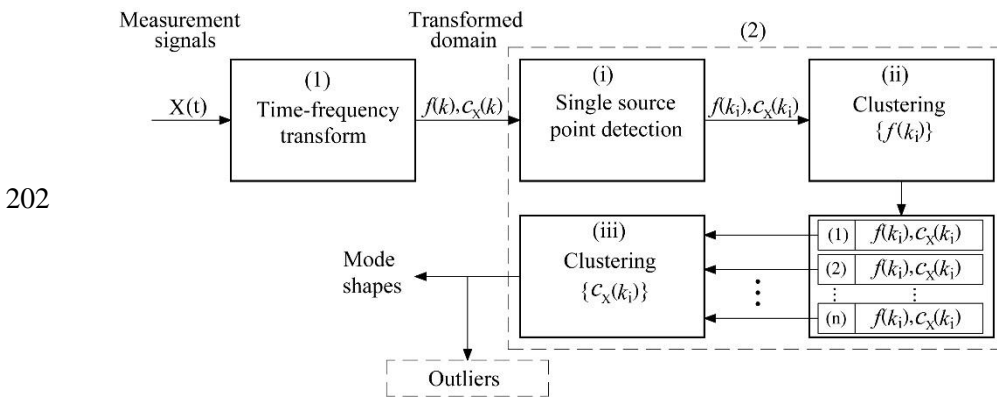 Measurement
signals
Transformed
domain
(2)
X(t)
(1)
Time-frequency
transform
f(k),cX(k)
(i)
Single source
point detection
f(ki),cX(ki)
(ii)
Clustering
{f(ki)}
202
(1) f(ki),cX(ki)
(2) f(ki),cX(ki)
⋮ ⋮
(n) f(ki),cX(ki)
(iii)
Clustering
{cX(ki)}
Mode
shapes
Outliers